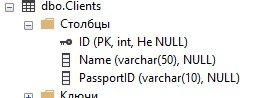 dbo.Clients
Столбцы
ID (PK, int, Не NULL)
Name (varchar(50), NULL)
PassportID (varchar(10), NULL)
Ключи